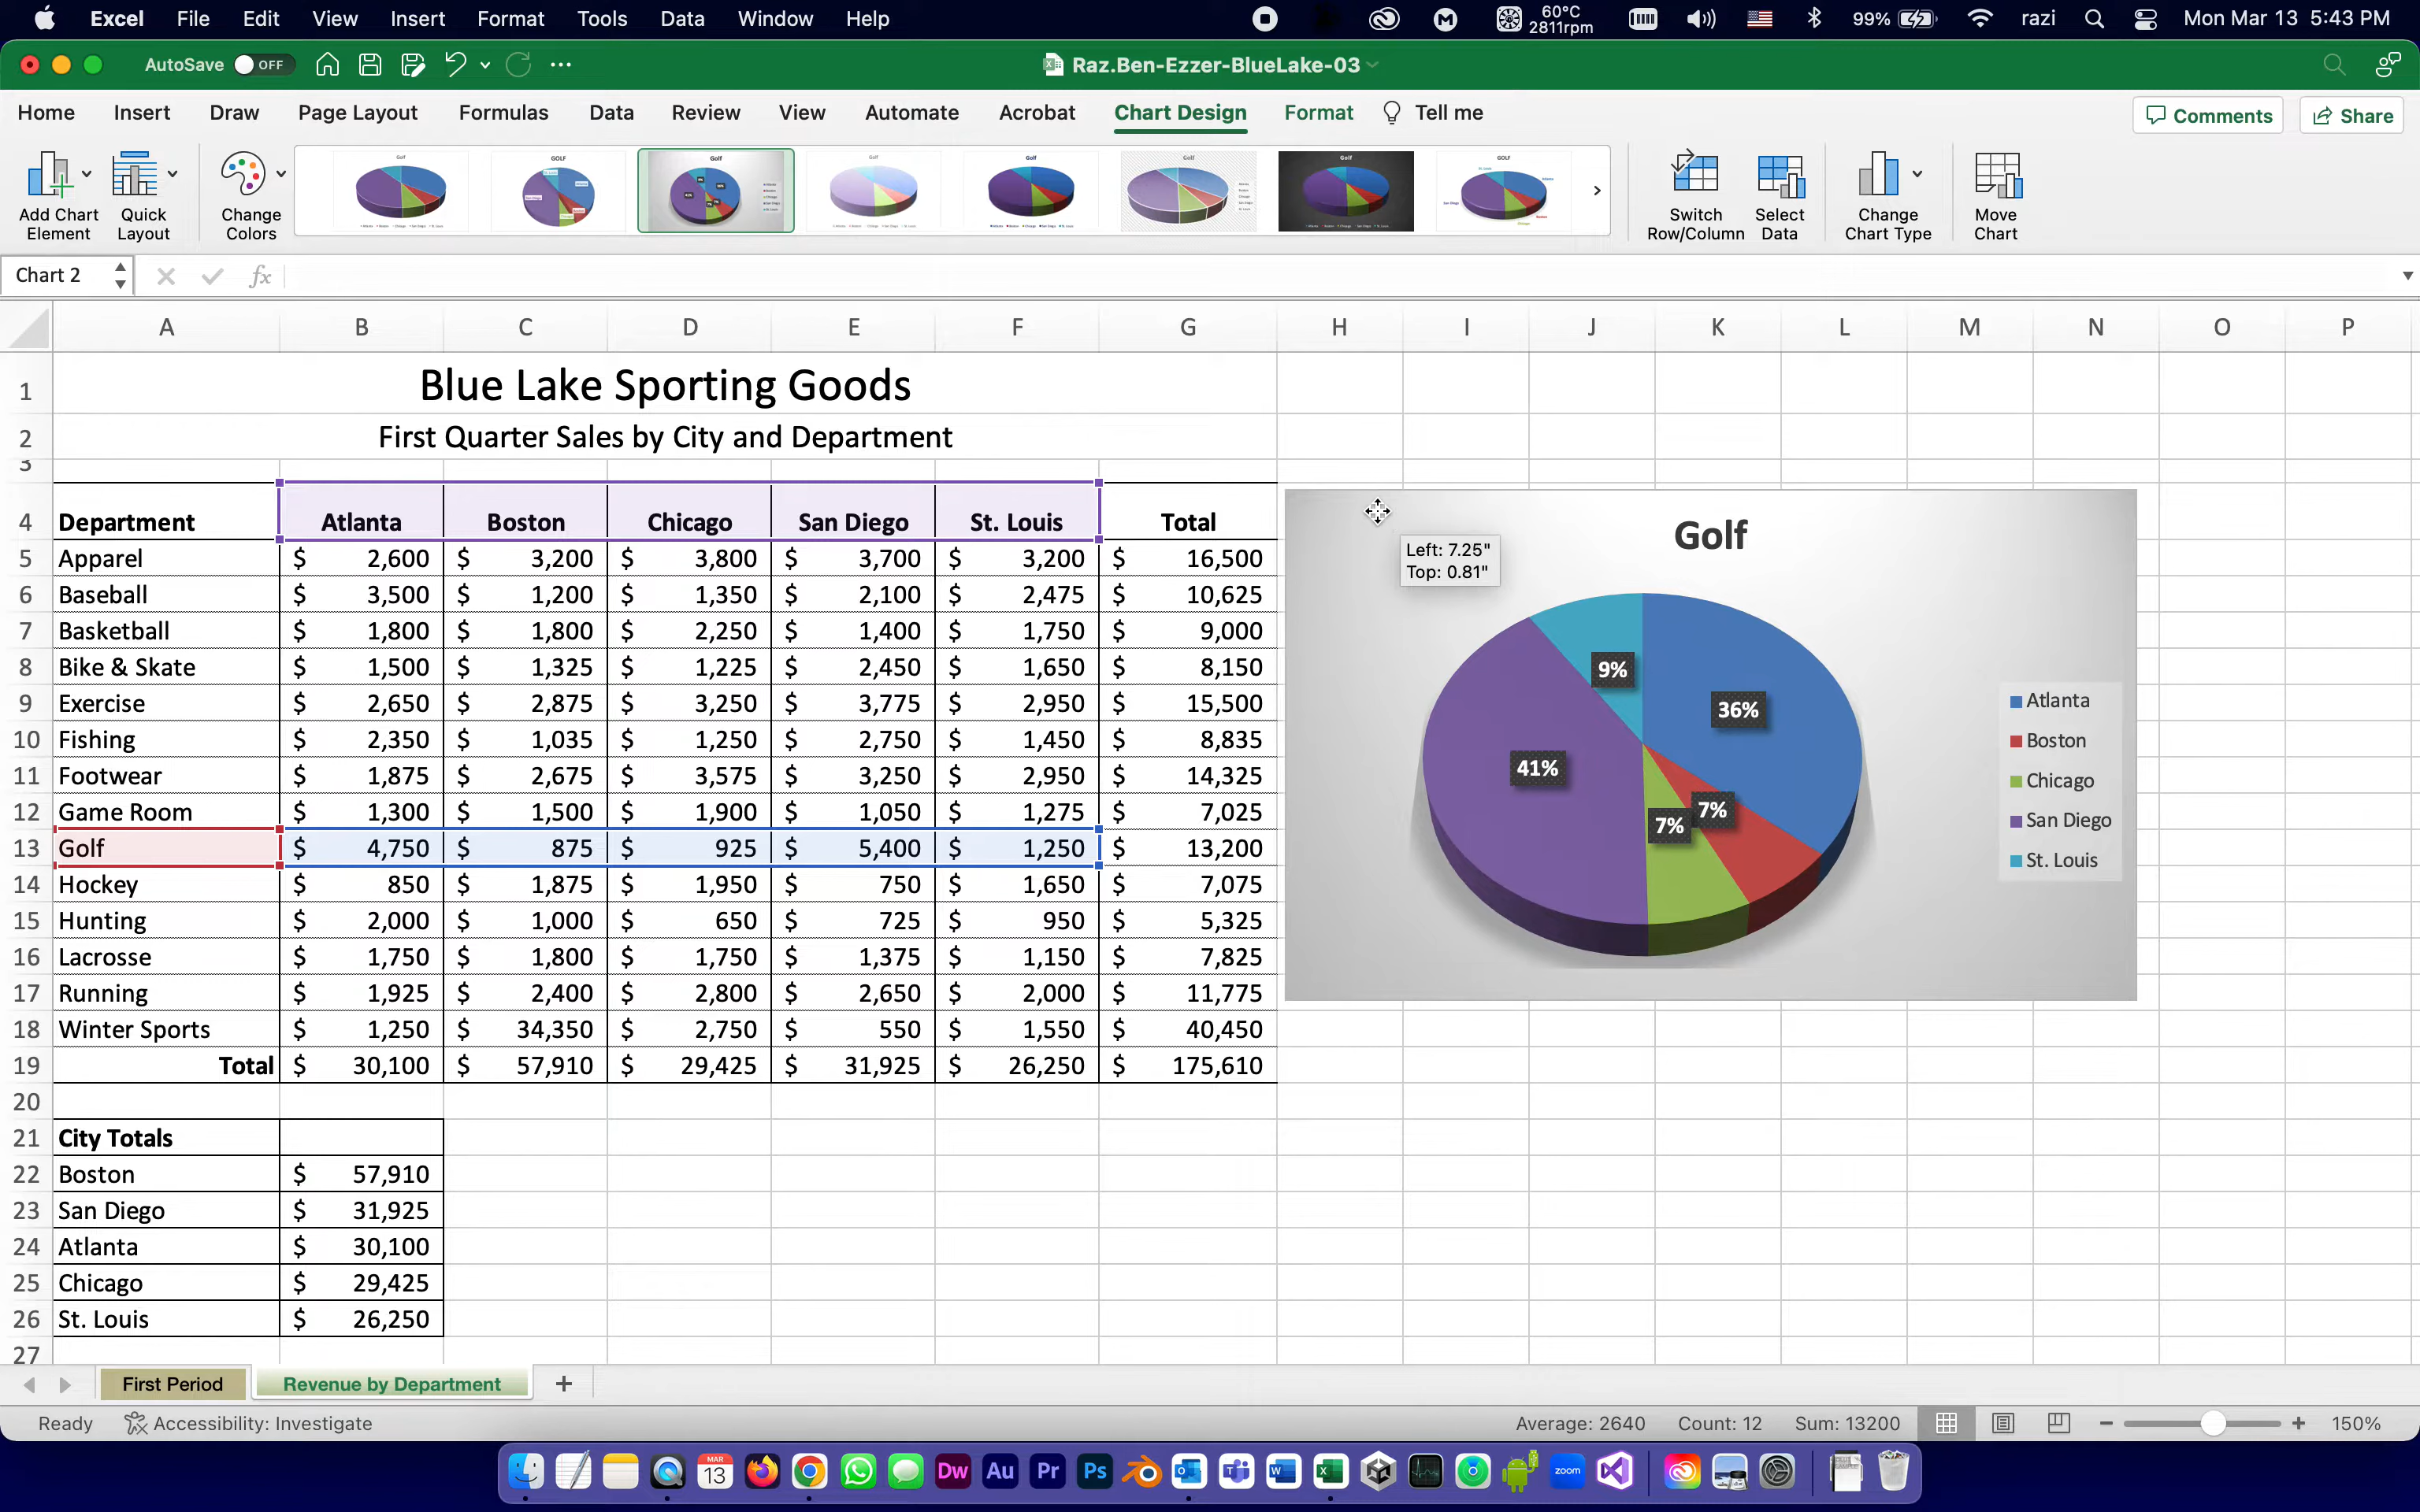 Excel File Edit View Insert Format Tools Data Window Help 60°C 2811rpm 99% razi Mon Mar 13 5:43 PM
AutoSave OFF Raz.Ben-Ezzer-BlueLake-03
Home Insert Draw Page Layout Formulas Data Review View Automate Acrobat Chart Design Format Tell me Comments Share
Add Chart Element
Quick Layout
Change Colors
Golf
GOLF
Golf
Golf
Golf
Golf
Golf
GOLF
Switch Row/Column
Select Data
Change Chart Type
Move Chart
Chart 2 fx
A B C D E F G H I J K L M N O P
1 Blue Lake Sporting Goods
2 First Quarter Sales by City and Department
3
4 Department Atlanta Boston Chicago San Diego St. Louis Total
5 Apparel $ 2,600 $ 3,200 $ 3,800 $ 3,700 $ 3,200 $ 16,500
6 Baseball $ 3,500 $ 1,200 $ 1,350 $ 2,100 $ 2,475 $ 10,625
7 Basketball $ 1,800 $ 1,800 $ 2,250 $ 1,400 $ 1,750 $ 9,000
8 Bike & Skate $ 1,500 $ 1,325 $ 1,225 $ 2,450 $ 1,650 $ 8,150
9 Exercise $ 2,650 $ 2,875 $ 3,250 $ 3,775 $ 2,950 $ 15,500
10 Fishing $ 2,350 $ 1,035 $ 1,250 $ 2,750 $ 1,450 $ 8,835
11 Footwear $ 1,875 $ 2,675 $ 3,575 $ 3,250 $ 2,950 $ 14,325
12 Game Room $ 1,300 $ 1,500 $ 1,900 $ 1,050 $ 1,275 $ 7,025
13 Golf $ 4,750 $ 875 $ 925 $ 5,400 $ 1,250 $ 13,200
14 Hockey $ 850 $ 1,875 $ 1,950 $ 750 $ 1,650 $ 7,075
15 Hunting $ 2,000 $ 1,000 $ 650 $ 725 $ 950 $ 5,325
16 Lacrosse $ 1,750 $ 1,800 $ 1,750 $ 1,375 $ 1,150 $ 7,825
17 Running $ 1,925 $ 2,400 $ 2,800 $ 2,650 $ 2,000 $ 11,775
18 Winter Sports $ 1,250 $ 34,350 $ 2,750 $ 550 $ 1,550 $ 40,450
19 Total $ 30,100 $ 57,910 $ 29,425 $ 31,925 $ 26,250 $ 175,610
20
21 City Totals
22 Boston $ 57,910
23 San Diego $ 31,925
24 Atlanta $ 30,100
25 Chicago $ 29,425
26 St. Louis $ 26,250
27
Golf
Left: 7.25"
Top: 0.81"
9%
36%
41%
7%
7%
Atlanta
Boston
Chicago
San Diego
St. Louis
First Period Revenue by Department +
Ready Accessibility: Investigate Average: 2640 Count: 12 Sum: 13200 150%
MAR 13 Dw Au Pr Ps zoom